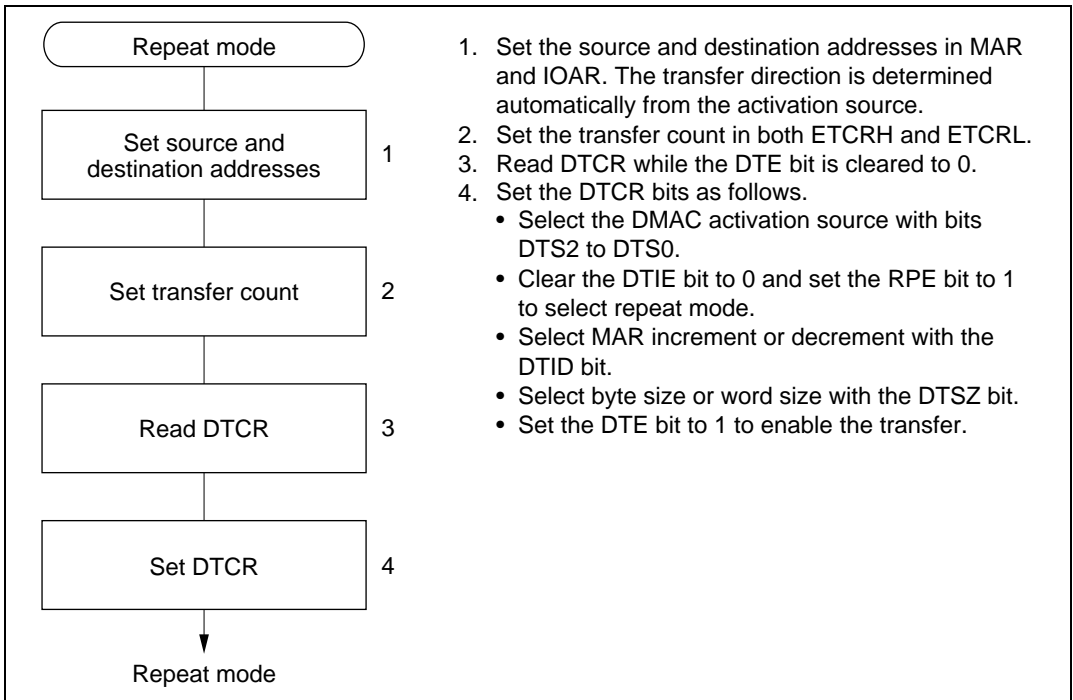 Repeat mode
Set source and
destination addresses
1
Set transfer count
2
Read DTCR
3
Set DTCR
4
Repeat mode
1. Set the source and destination addresses in MAR
and IOAR. The transfer direction is determined
automatically from the activation source.
2. Set the transfer count in both ETCRH and ETCRL.
3. Read DTCR while the DTE bit is cleared to 0.
4. Set the DTCR bits as follows.
• Select the DMAC activation source with bits
DTS2 to DTS0.
• Clear the DTIE bit to 0 and set the RPE bit to 1
to select repeat mode.
• Select MAR increment or decrement with the
DTID bit.
• Select byte size or word size with the DTSZ bit.
• Set the DTE bit to 1 to enable the transfer.